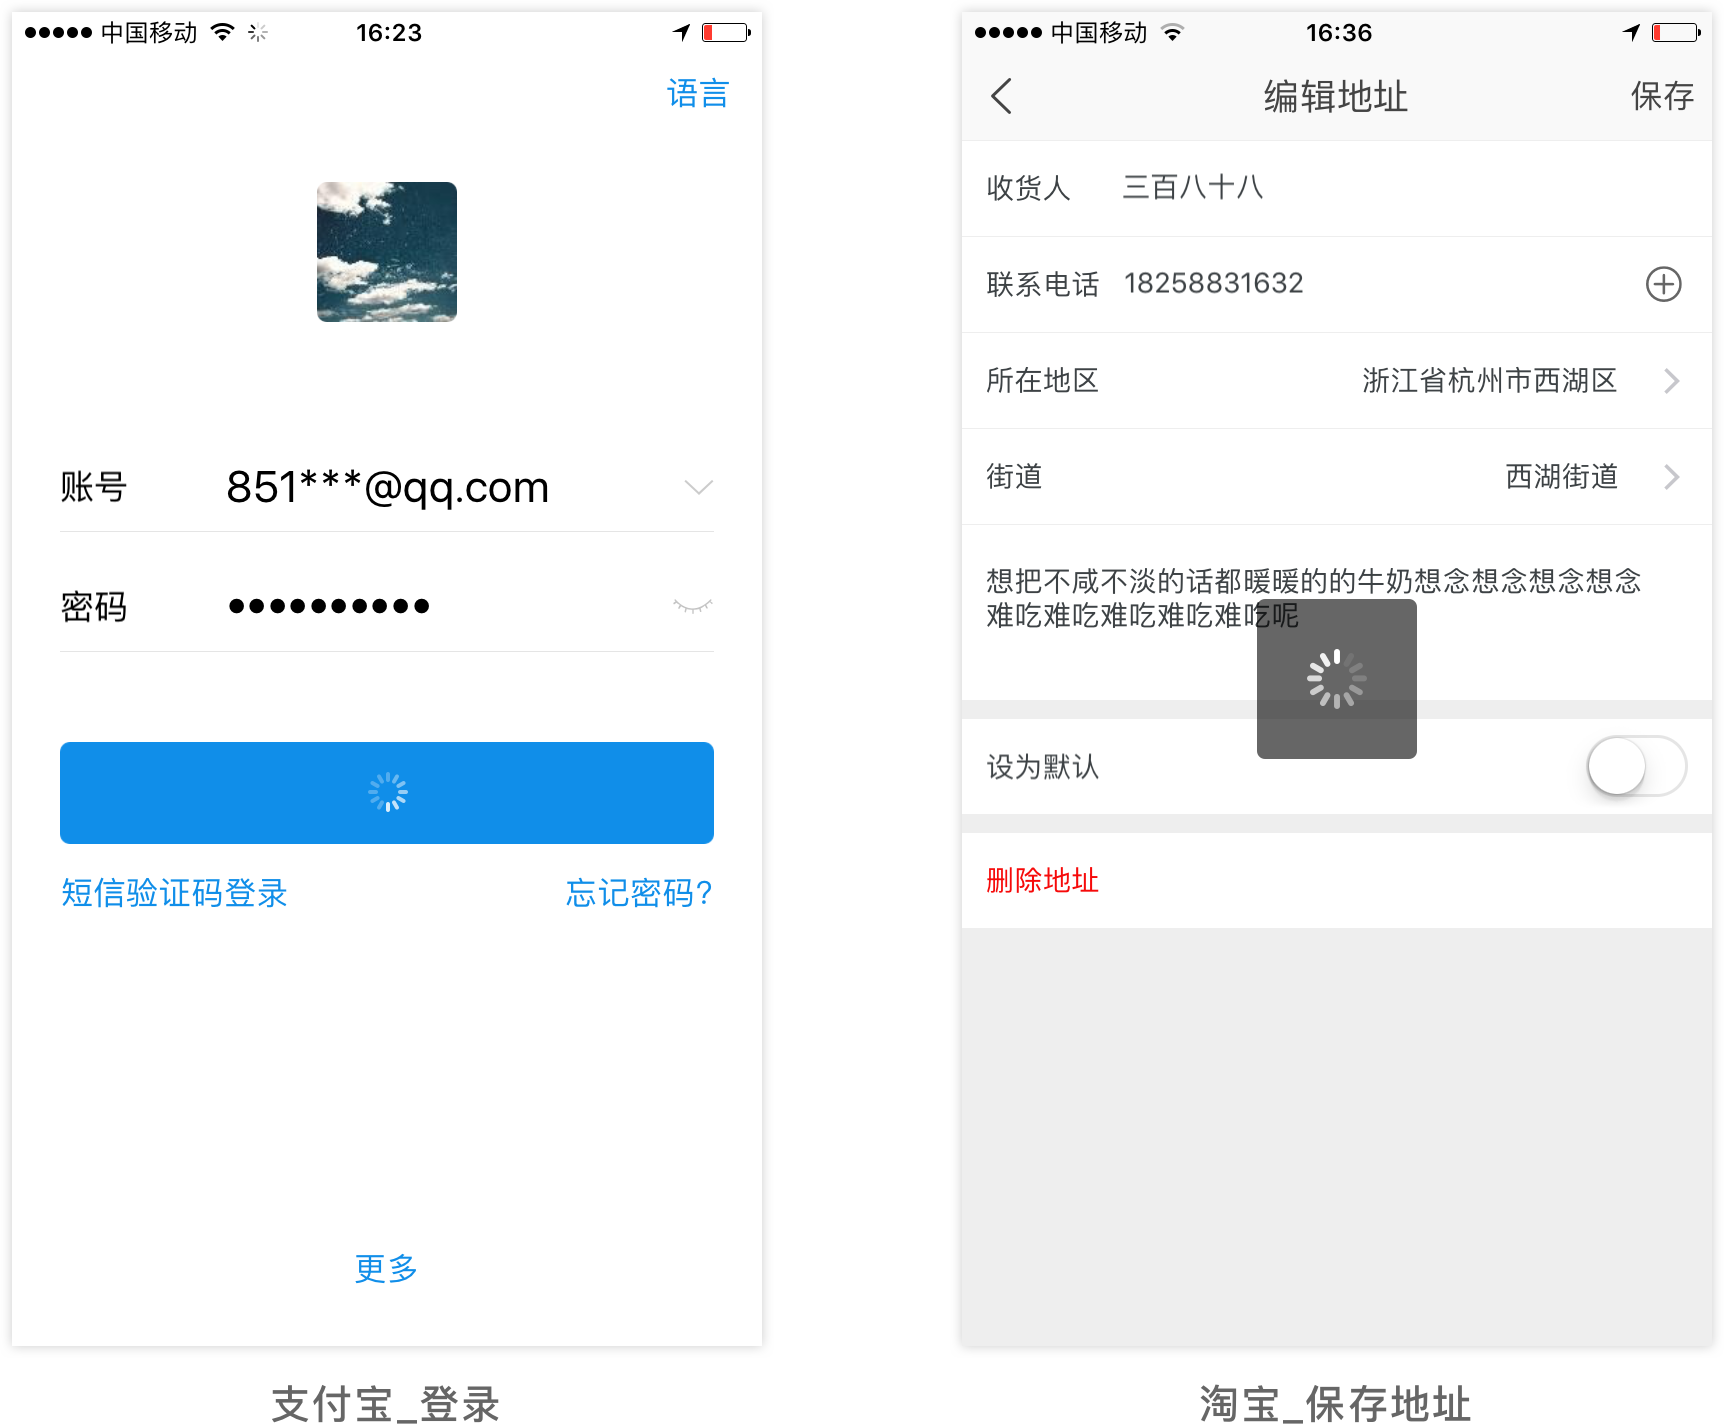 中国移动 16:23
语言
账号 851***@qq.com
密码 ●●●●●●●●●●
短信验证码登录 忘记密码?
更多
支付宝_登录
中国移动 16:36
编辑地址 保存
收货人 三百八十八
联系电话 18258831632
所在地区 浙江省杭州市西湖区
街道 西湖街道
想把不咸不淡的话都暖暖的的牛奶想念想念想念想念
难吃难吃难吃难吃难吃呢
设为默认
删除地址
淘宝_保存地址